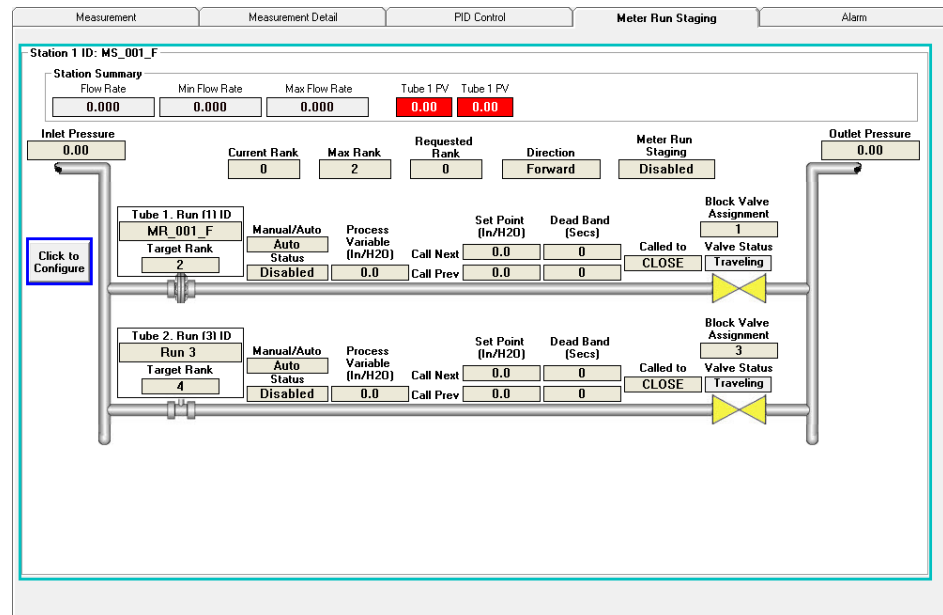 Measurement
Measurement Detail
PID Control
Meter Run Staging
Alarm
Station 1 ID: MS_001_F
Station Summary
Flow Rate
Min Flow Rate
Max Flow Rate
Tube 1 PV
Tube 1 PV
0.000
0.000
0.000
0.00
0.00
Inlet Pressure
0.00
Outlet Pressure
0.00
Current Rank
0
Max Rank
2
Requested
Rank
0
Direction
Forward
Meter Run
Staging
Disabled
Click to
Configure
Tube 1. Run (1) ID
MR_001_F
Target Rank
2
Manual/Auto
Auto
Status
Disabled
Process
Variable
(In/H2O)
0.0
Set Point
(In/H2O)
Dead Band
(Secs)
Call Next
0.0
0
Call Prev
0.0
0
Called to
CLOSE
Block Valve
Assignment
1
Valve Status
Traveling
Tube 2. Run (3) ID
Run 3
Target Rank
4
Manual/Auto
Auto
Status
Disabled
Process
Variable
(In/H2O)
0.0
Set Point
(In/H2O)
Dead Band
(Secs)
Call Next
0.0
0
Call Prev
0.0
0
Called to
CLOSE
Block Valve
Assignment
3
Valve Status
Traveling